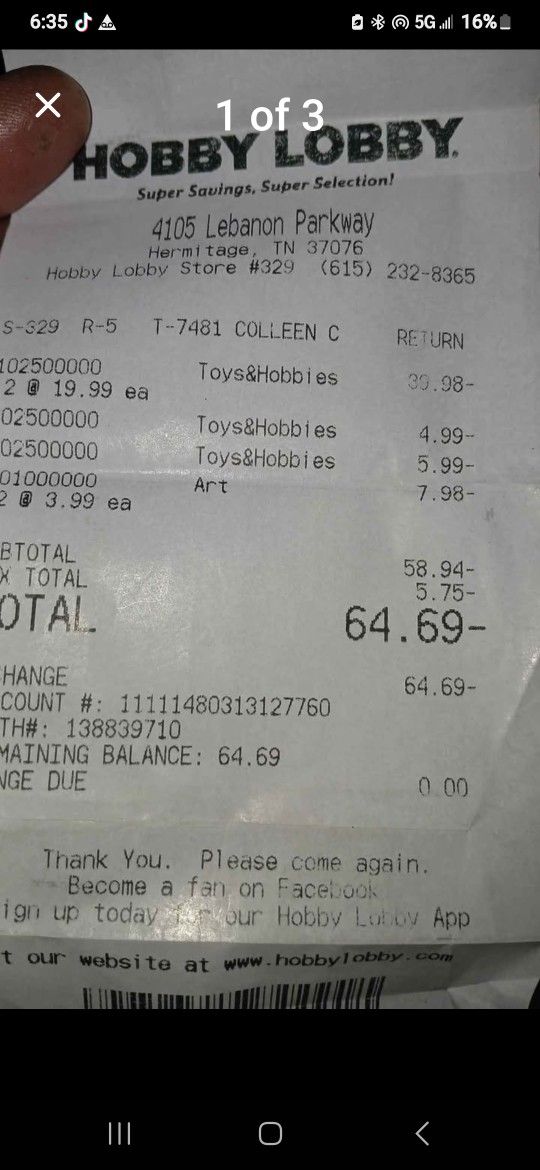 6:35 5G 16%
1 of 3
HOBBY LOBBY.
Super Savings, Super Selection!
4105 Lebanon Parkway
Hermitage, TN 37076
Hobby Lobby Store #329 (615) 232-8365
S-329 R-5 T-7481 COLLEEN C RETURN
102500000 Toys&Hobbies 39.98-
2 @ 19.99 ea
02500000 Toys&Hobbies 4.99-
02500000 Toys&Hobbies 5.99-
01000000 Art 7.98-
2 @ 3.99 ea
BTOTAL 58.94-
X TOTAL 5.75-
OTAL 64.69-
HANGE 64.69-
COUNT #: 11111480313127760
TH#: 138839710
MAINING BALANCE: 64.69
NGE DUE 0.00
Thank You. Please come again.
Become a fan on Facebook
ign up today for our Hobby Lobby App
t our website at www.hobbylobby.com